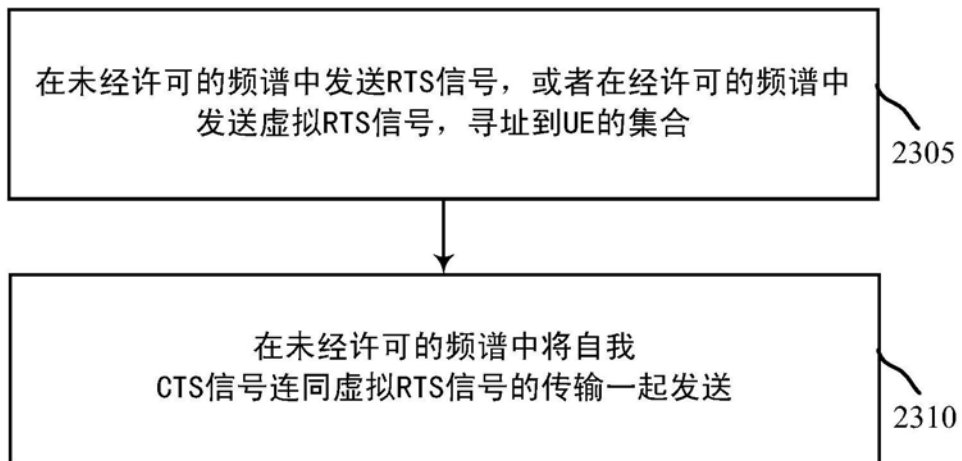 在未经许可的频谱中发送RTS信号，或者在经许可的频谱中
发送虚拟RTS信号，寻址到UE的集合
2305
在未经许可的频谱中将自我
CTS信号连同虚拟RTS信号的传输一起发送
2310